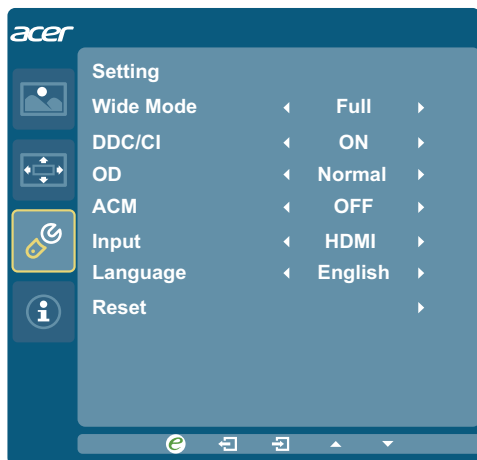 acer
Setting
Wide Mode Full
DDC/CI ON
OD Normal
ACM OFF
Input HDMI
Language English
Reset
e